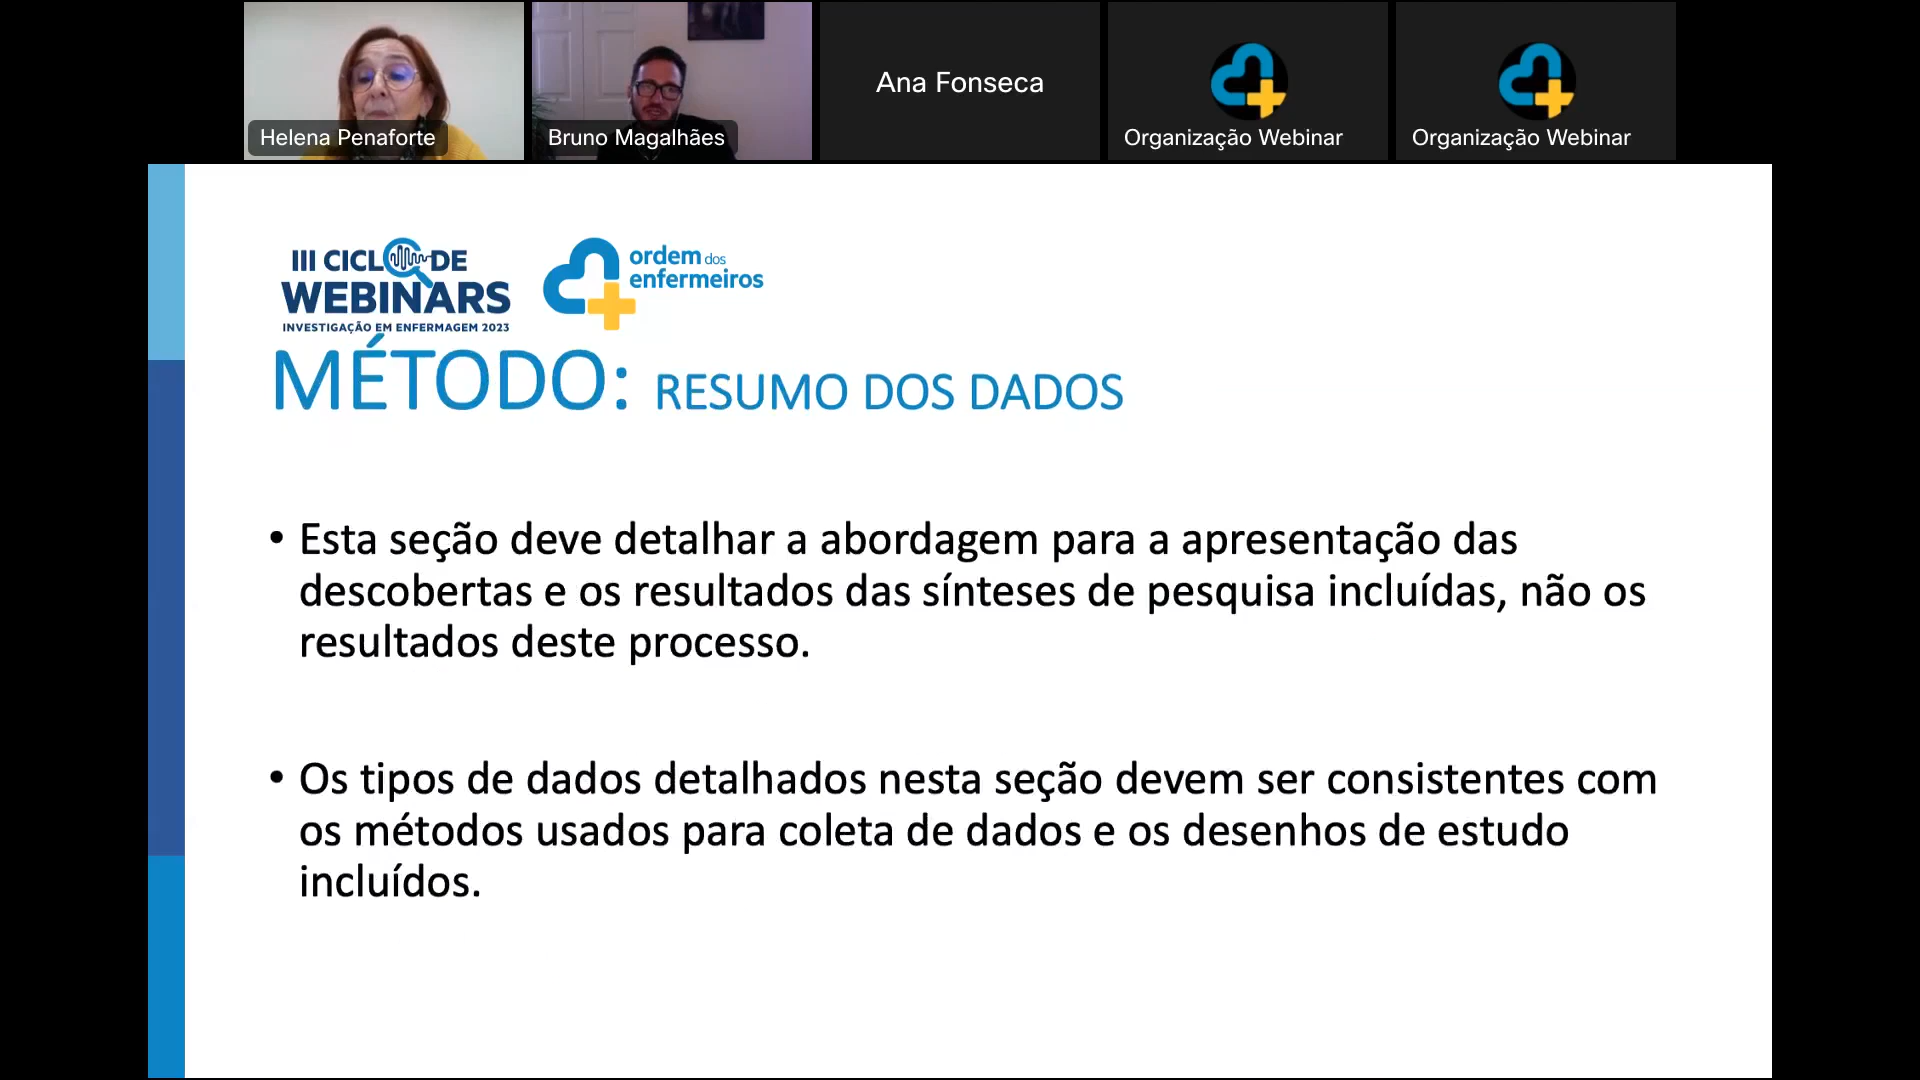 Helena Penaforte
Bruno Magalhães
Ana Fonseca
Organização Webinar
Organização Webinar
III CICLO DE
WEBINARS
INVESTIGAÇÃO EM ENFERMAGEM 2023
ordem dos
enfermeiros
MÉTODO: RESUMO DOS DADOS
• Esta seção deve detalhar a abordagem para a apresentação das
descobertas e os resultados das sínteses de pesquisa incluídas, não os
resultados deste processo.
• Os tipos de dados detalhados nesta seção devem ser consistentes com
os métodos usados para coleta de dados e os desenhos de estudo
incluídos.